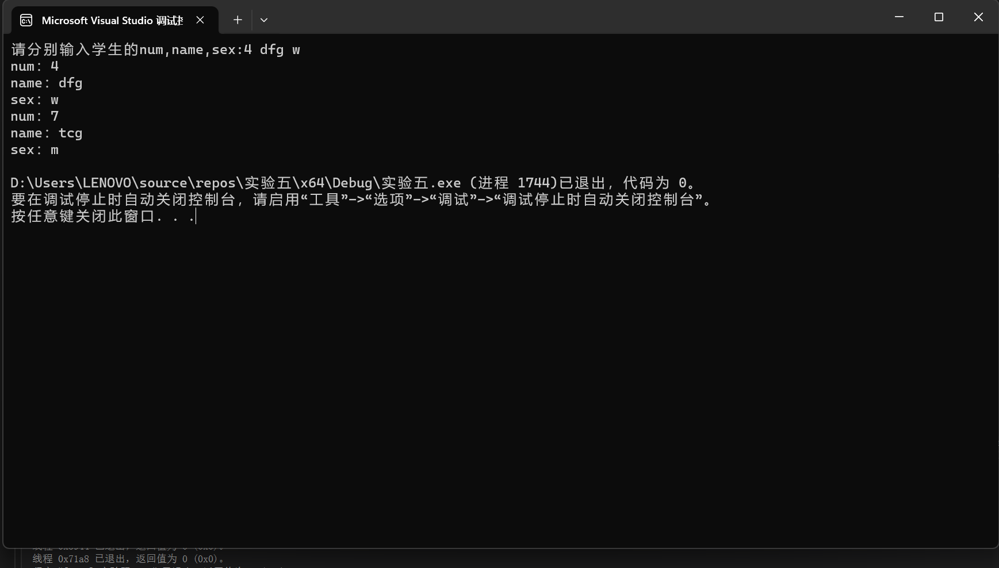 Microsoft Visual Studio 调试
请分别输入学生的num,name,sex:4 dfg w
num: 4
name: dfg
sex: w
num: 7
name: tcg
sex: m
D:\Users\LENOVO\source\repos\实验五\x64\Debug\实验五.exe (进程 1744)已退出，代码为 0。
要在调试停止时自动关闭控制台，请启用“工具”->“选项”->“调试”->“调试停止时自动关闭控制台”。
按任意键关闭此窗口. . .
线程 0x71a8 已退出，返回值为 0 (0x0)。